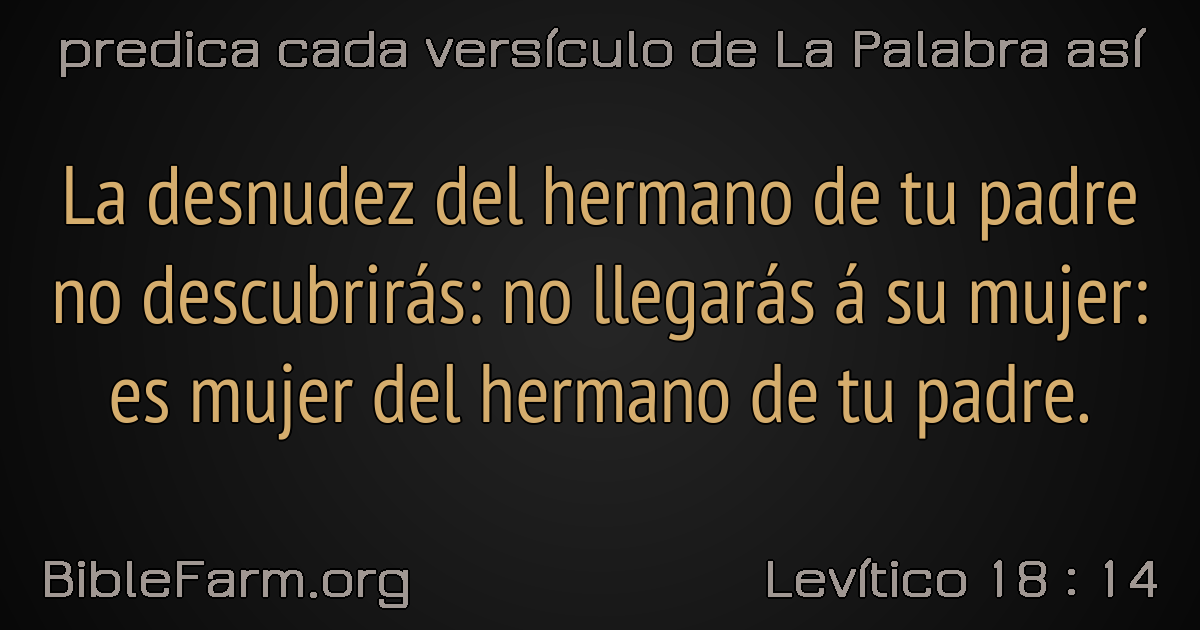 predica cada versículo de La Palabra así
La desnudez del hermano de tu padre
no descubrirás: no llegarás á su mujer:
es mujer del hermano de tu padre.
BibleFarm.org
Levítico 18 : 14